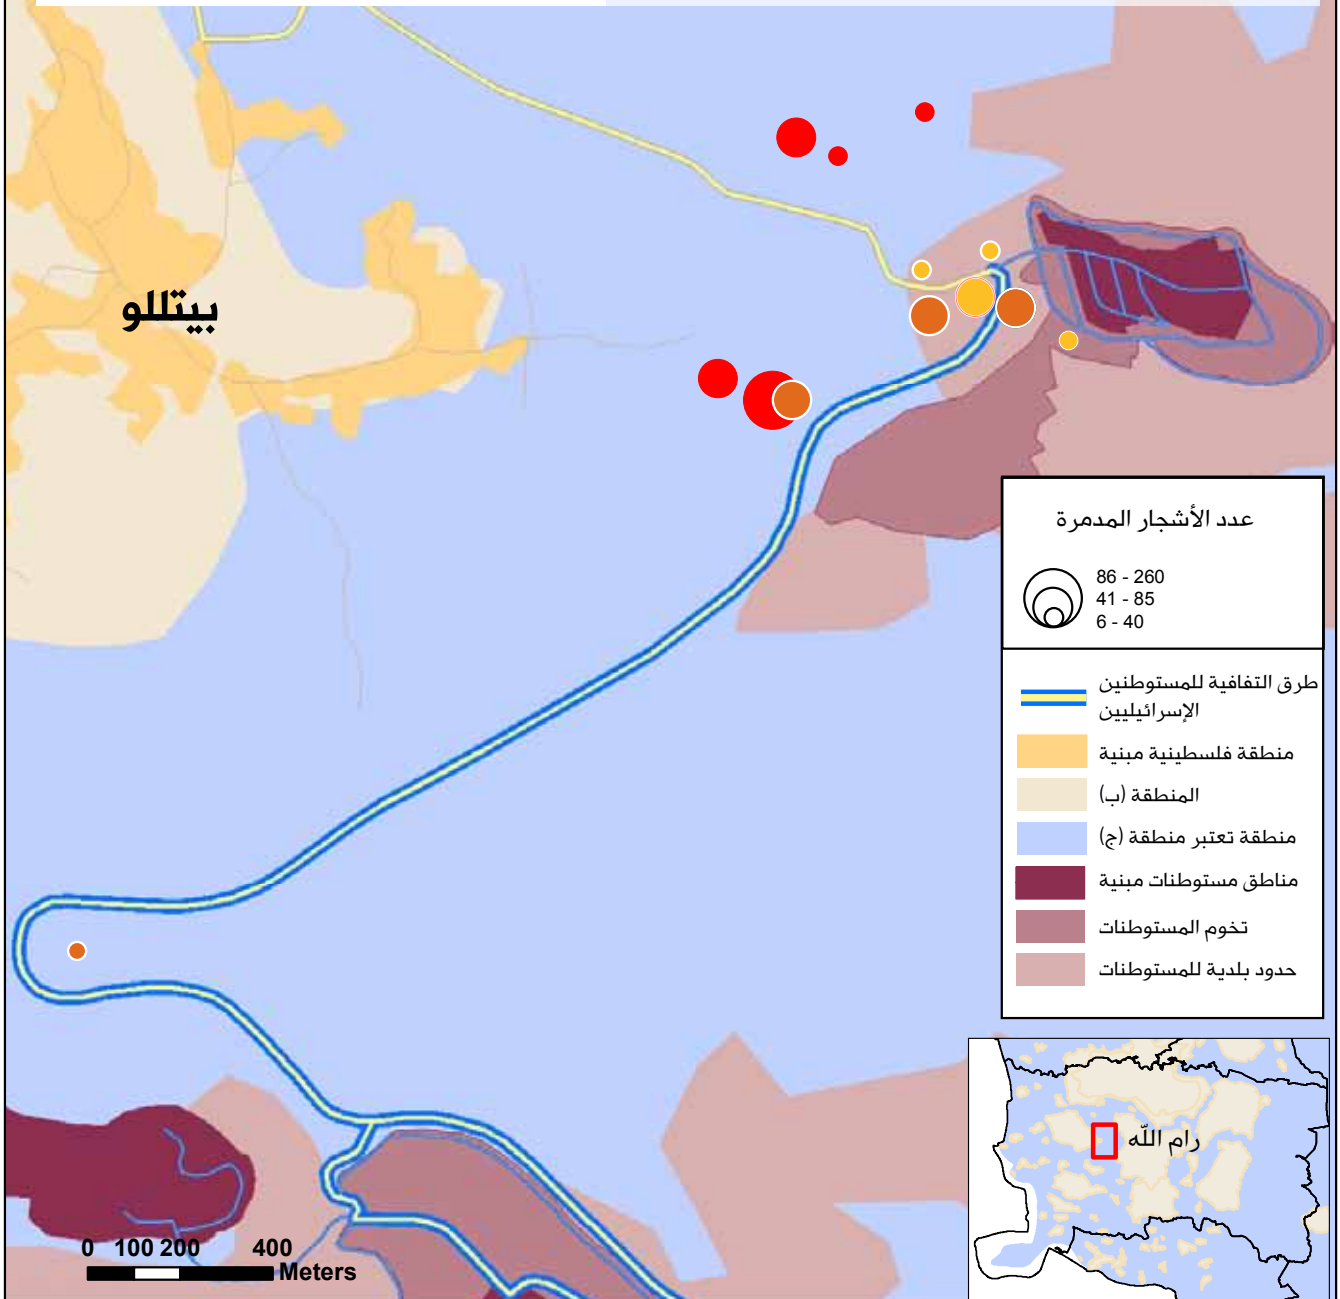 بيتللو
عدد الأشجار المدمرة
86 - 260
41 - 85
6 - 40
طرق التفافية للمستوطنين
الإسرائيليين
منطقة فلسطينية مبنية
المنطقة (ب)
منطقة تعتبر منطقة (ج)
مناطق مستوطنات مبنية
تخوم المستوطنات
حدود بلدية للمستوطنات
رام الله
0 100 200 400
Meters